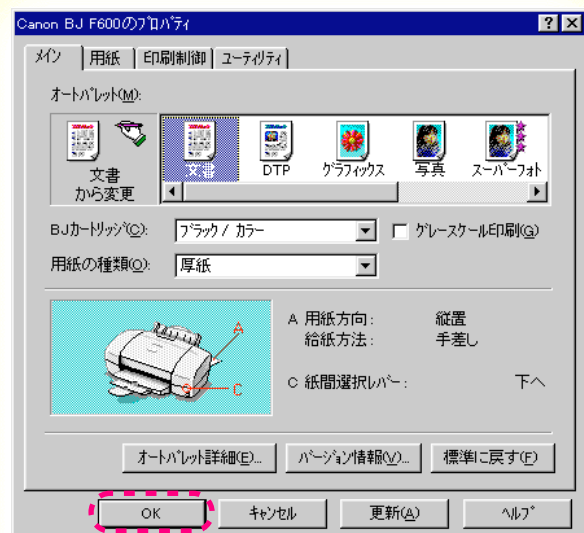 Canon BJ F600のﾌﾟﾛﾊﾟﾃｨ
ﾒｲﾝ 用紙 印刷制御 ﾕｰﾃｨﾘﾃｨ
ｵｰﾄﾊﾟﾚｯﾄ(M):
文書
から変更
文書 DTP ｸﾞﾗﾌｨｯｸｽ 写真 ｽｰﾊﾟｰﾌｫﾄ
BJｶｰﾄﾘｯｼﾞ(C): ﾌﾞﾗｯｸ / ｶﾗｰ ｸﾞﾚｰｽｹｰﾙ印刷(G)
用紙の種類(O): 厚紙
A 用紙方向: 縦置
給紙方法: 手差し
C 紙間選択ﾚﾊﾞｰ: 下へ
A
C
ｵｰﾄﾊﾟﾚｯﾄ詳細(E)... ﾊﾞｰｼﾞｮﾝ情報(V)... 標準に戻す(F)
OK ｷｬﾝｾﾙ 更新(A) ﾍﾙﾌﾟ